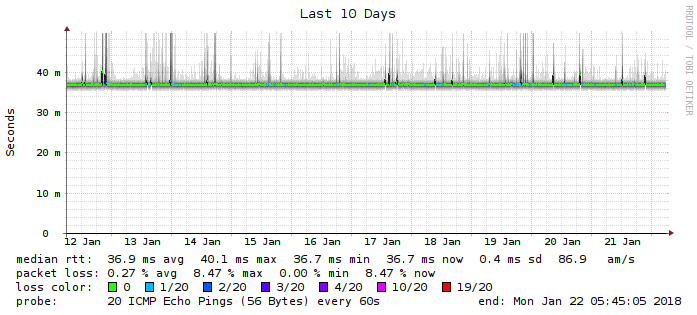 Last 10 Days
RRDTOOL / TOBI OETIKER
Seconds
40 m
30 m
20 m
10 m
0
12 Jan 13 Jan 14 Jan 15 Jan 16 Jan 17 Jan 18 Jan 19 Jan 20 Jan 21 Jan
median rtt: 36.9 ms avg 40.1 ms max 36.7 ms min 36.7 ms now 0.4 ms sd 86.9 am/s
packet loss: 0.27 % avg 8.47 % max 0.00 % min 8.47 % now
loss color: 0 1/20 2/20 3/20 4/20 10/20 19/20
probe: 20 ICMP Echo Pings (56 Bytes) every 60s end: Mon Jan 22 05:45:05 2018